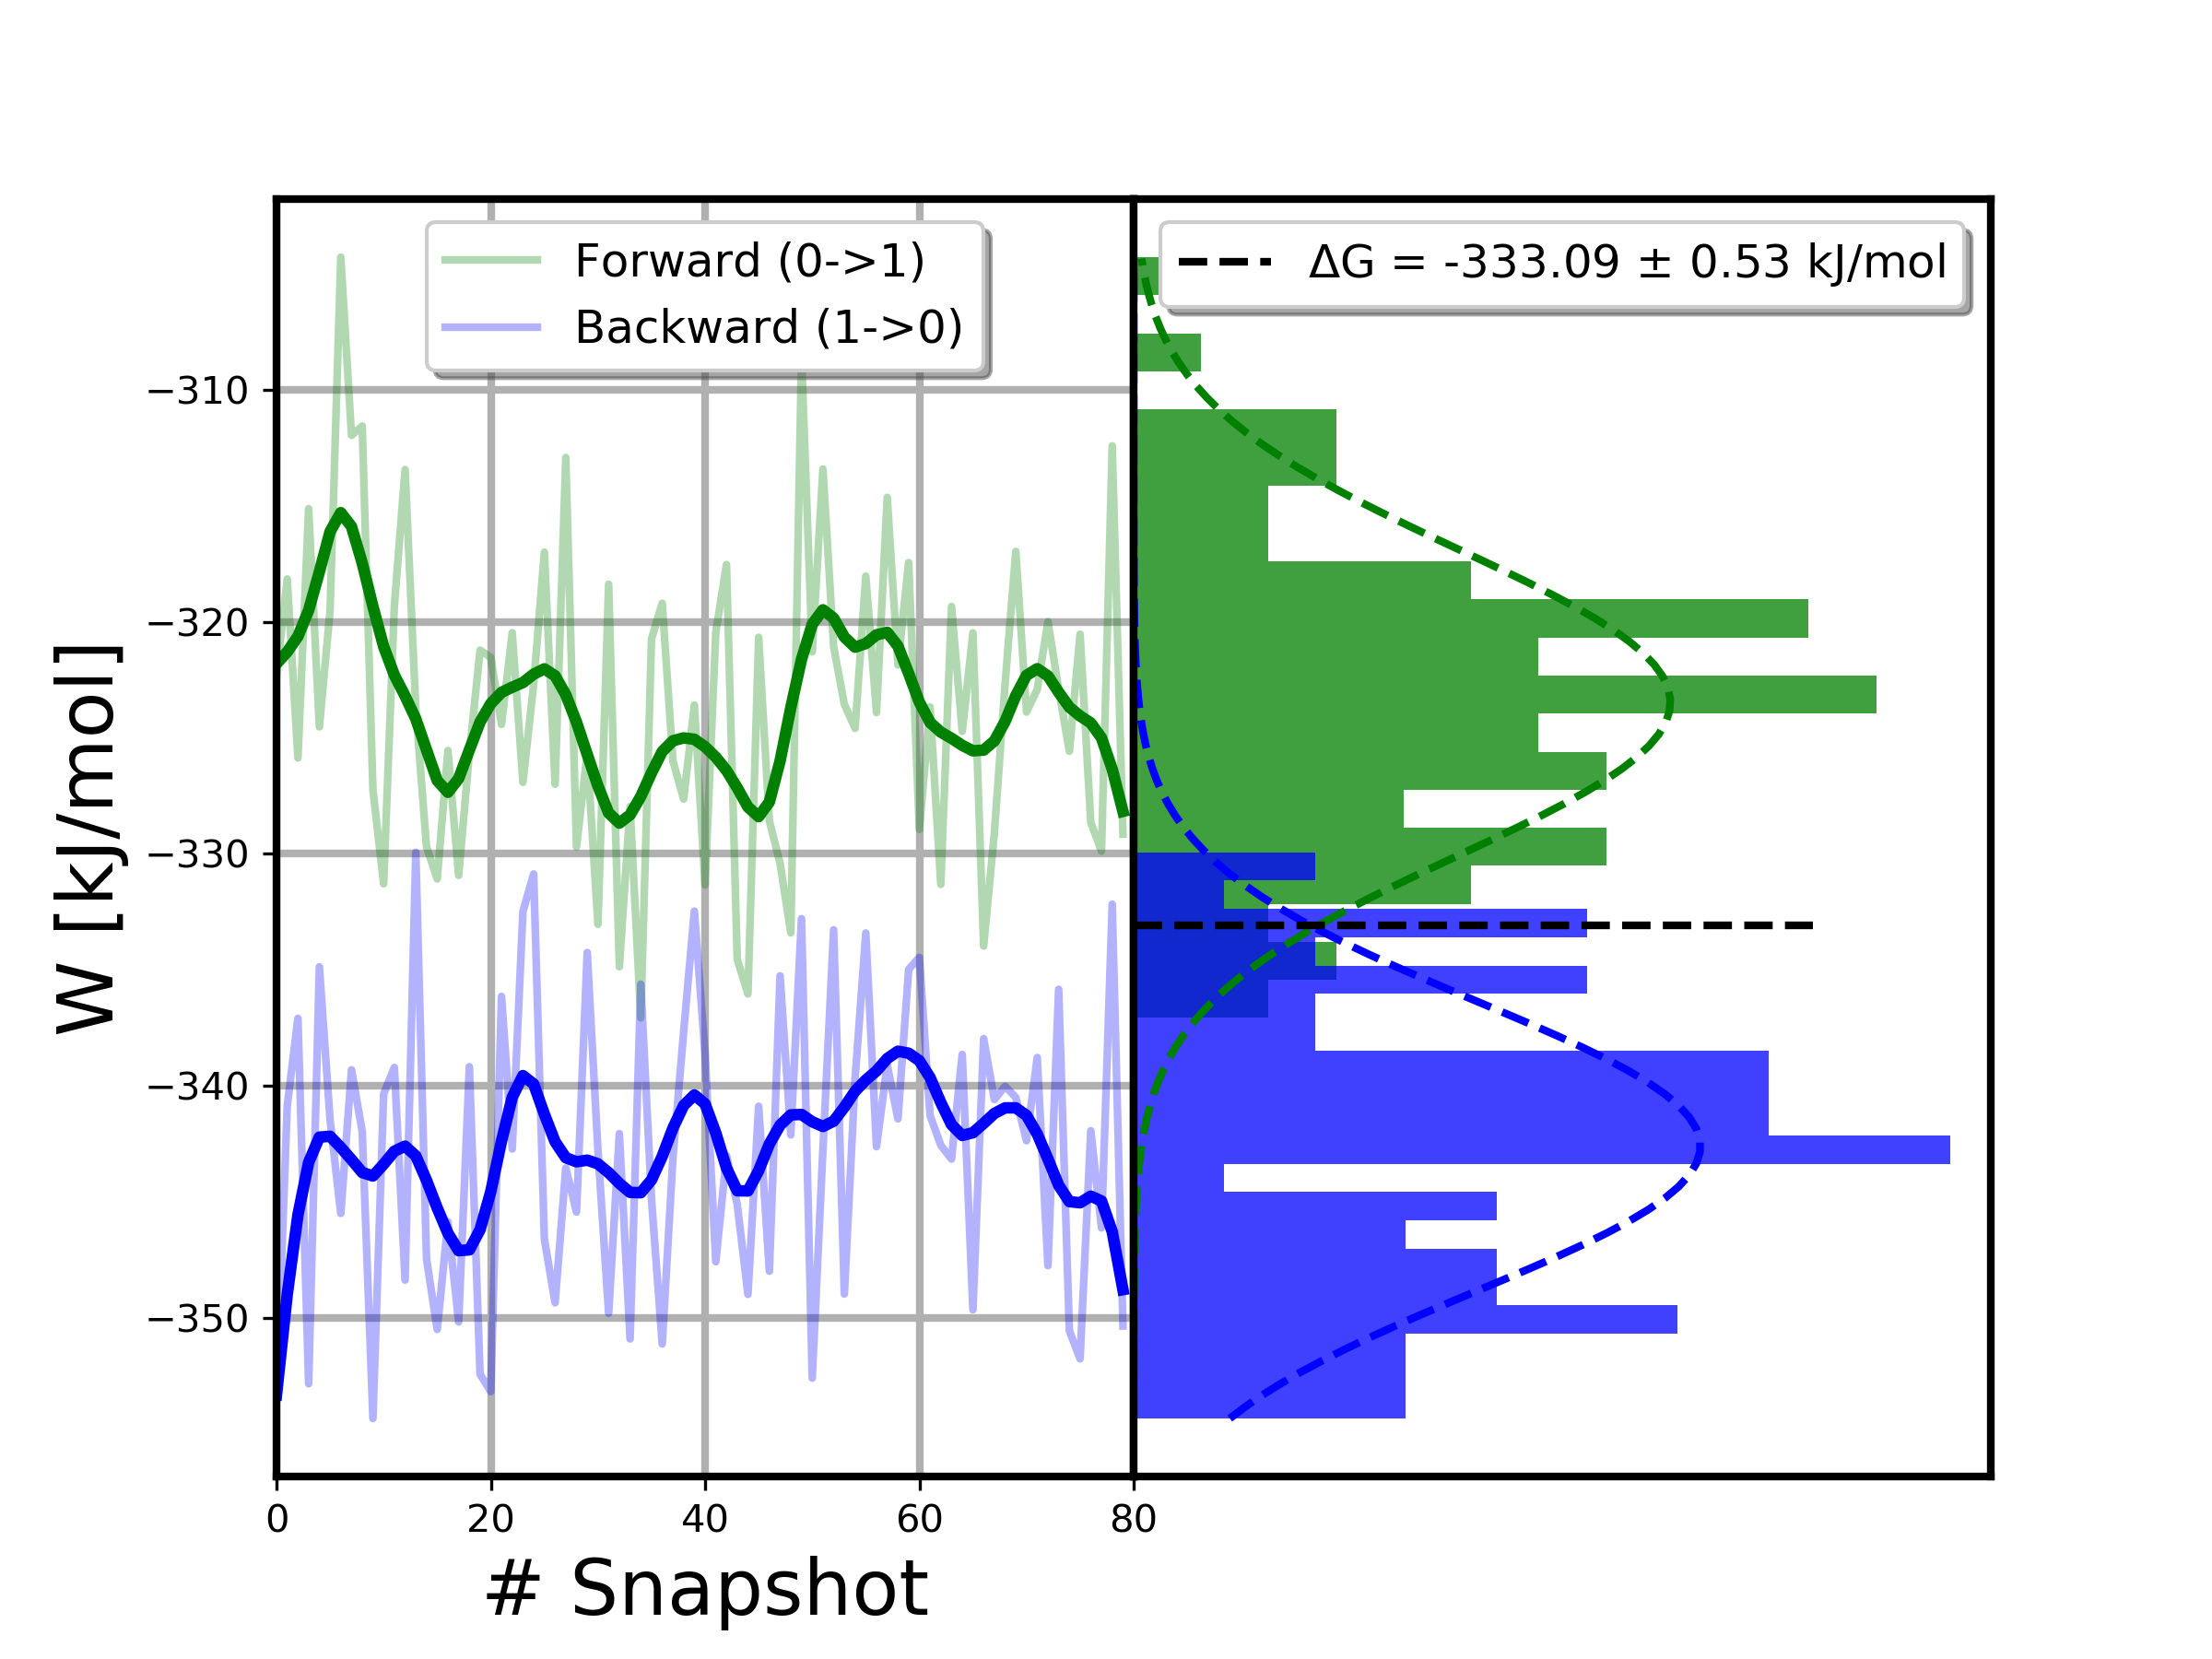 Forward (0->1)
Backward (1->0)
ΔG = -333.09 ± 0.53 kJ/mol
W [kJ/mol]
−310
−320
−330
−340
−350
0 20 40 60 80
# Snapshot